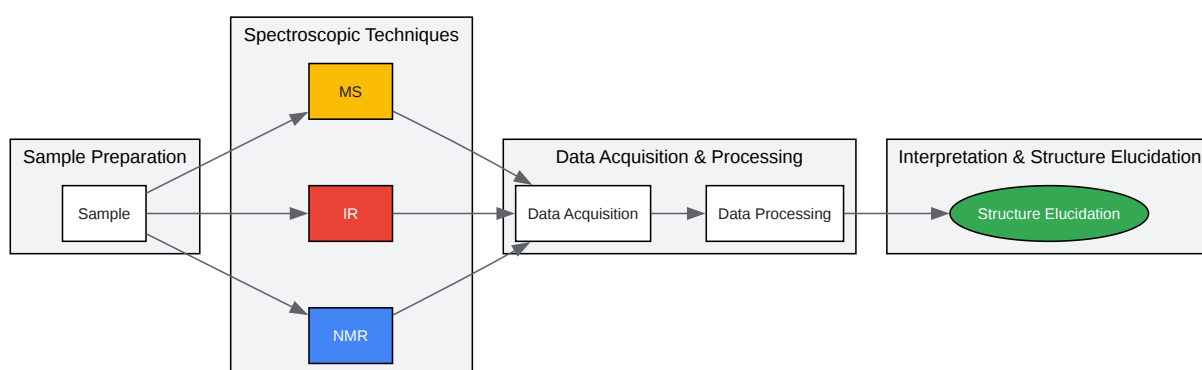 Spectroscopic Techniques
MS
Sample Preparation
Sample
IR
NMR
Data Acquisition & Processing
Data Acquisition
Data Processing
Interpretation & Structure Elucidation
Structure Elucidation